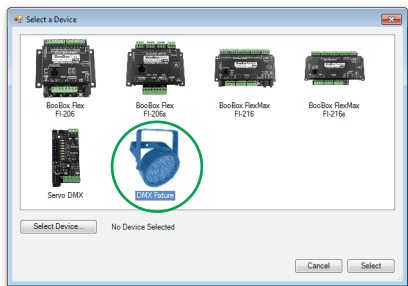 Select a Device
BooBox Flex
FI-206
BooBox Flex
FI-206s
BooBox FlexMax
FI-216
BooBox FlexMax
FI-216s
Servo DMX
DMX Fixture
Select Device...
No Device Selected
Cancel
Select